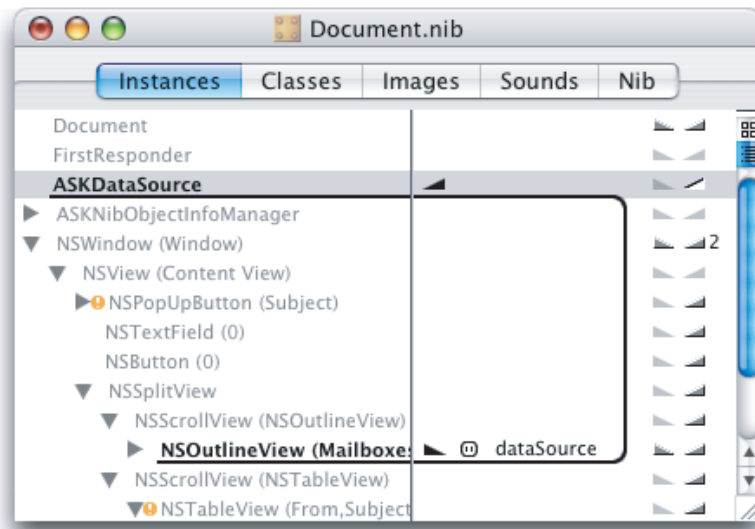 Document.nib
Instances Classes Images Sounds Nib
Document
FirstResponder
ASKDataSource
ASKNibObjectInfoManager
NSWindow (Window) 2
NSView (Content View)
NSPopUpButton (Subject)
NSTextField (0)
NSButton (0)
NSSplitView
NSScrollView (NSOutlineView)
NSOutlineView (Mailboxes dataSource
NSScrollView (NSTableView)
NSTableView (From,Subject